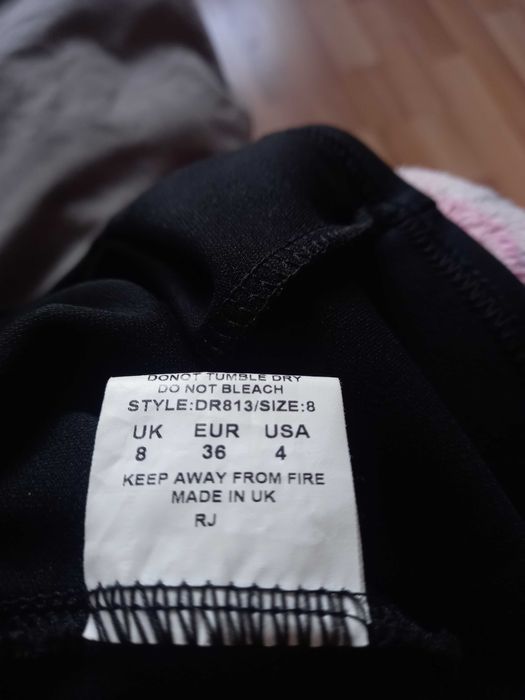 DONOT TUMBLE DRY
DO NOT BLEACH
STYLE:DR813/SIZE:8
UK EUR USA
8 36 4
KEEP AWAY FROM FIRE
MADE IN UK
RJ